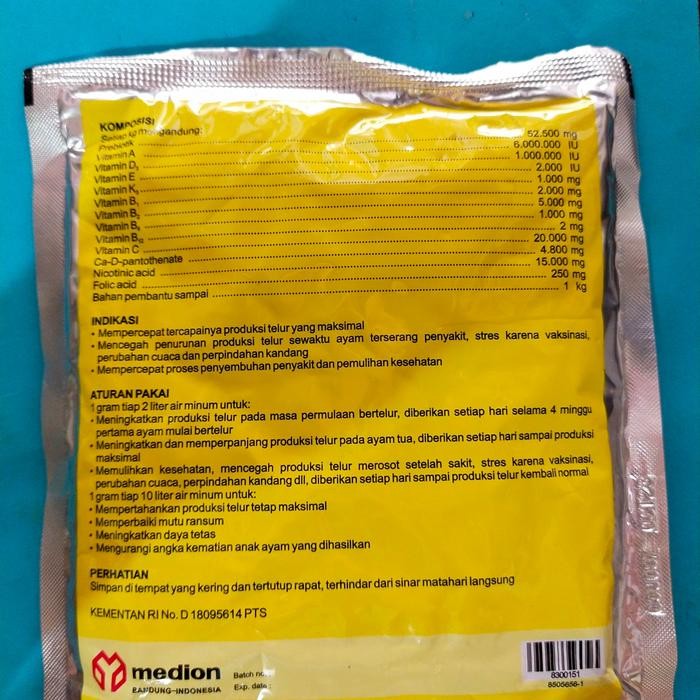 KOMPOSISI
Setiap kg mengandung:
Prebiotik ........ 52.500 mg
Vitamin A ........ 6.000.000 IU
Vitamin D₃ ........ 1.000.000 IU
Vitamin E ........ 2.000 IU
Vitamin K₃ ........ 1.000 mg
Vitamin B₁ ........ 2.000 mg
Vitamin B₂ ........ 5.000 mg
Vitamin B₆ ........ 1.000 mg
Vitamin B₁₂ ........ 2 mg
Vitamin C ........ 20.000 mg
Ca-D-pantothenate ........ 4.800 mg
Nicotinic acid ........ 15.000 mg
Folic acid ........ 250 mg
Bahan pembantu sampai ........ 1 kg
INDIKASI
• Mempercepat tercapainya produksi telur yang maksimal
• Mencegah penurunan produksi telur sewaktu ayam terserang penyakit, stres karena vaksinasi,
perubahan cuaca dan perpindahan kandang
• Mempercepat proses penyembuhan penyakit dan pemulihan kesehatan
ATURAN PAKAI
1 gram tiap 2 liter air minum untuk:
• Meningkatkan produksi telur pada masa permulaan bertelur, diberikan setiap hari selama 4 minggu
pertama ayam mulai bertelur
• Meningkatkan dan memperpanjang produksi telur pada ayam tua, diberikan setiap hari sampai produksi
maksimal
• Memulihkan kesehatan, mencegah produksi telur merosot setelah sakit, stres karena vaksinasi,
perubahan cuaca, perpindahan kandang dll, diberikan setiap hari sampai produksi telur kembali normal
1 gram tiap 10 liter air minum untuk:
• Mempertahankan produksi telur tetap maksimal
• Memperbaiki mutu ransum
• Meningkatkan daya tetas
• Mengurangi angka kematian anak ayam yang dihasilkan
PERHATIAN
Simpan di tempat yang kering dan tertutup rapat, terhindar dari sinar matahari langsung
KEMENTAN RI No. D 18095614 PTS
medion
BANDUNG-INDONESIA
Batch no.
Exp. date :
8300151
8505656-1